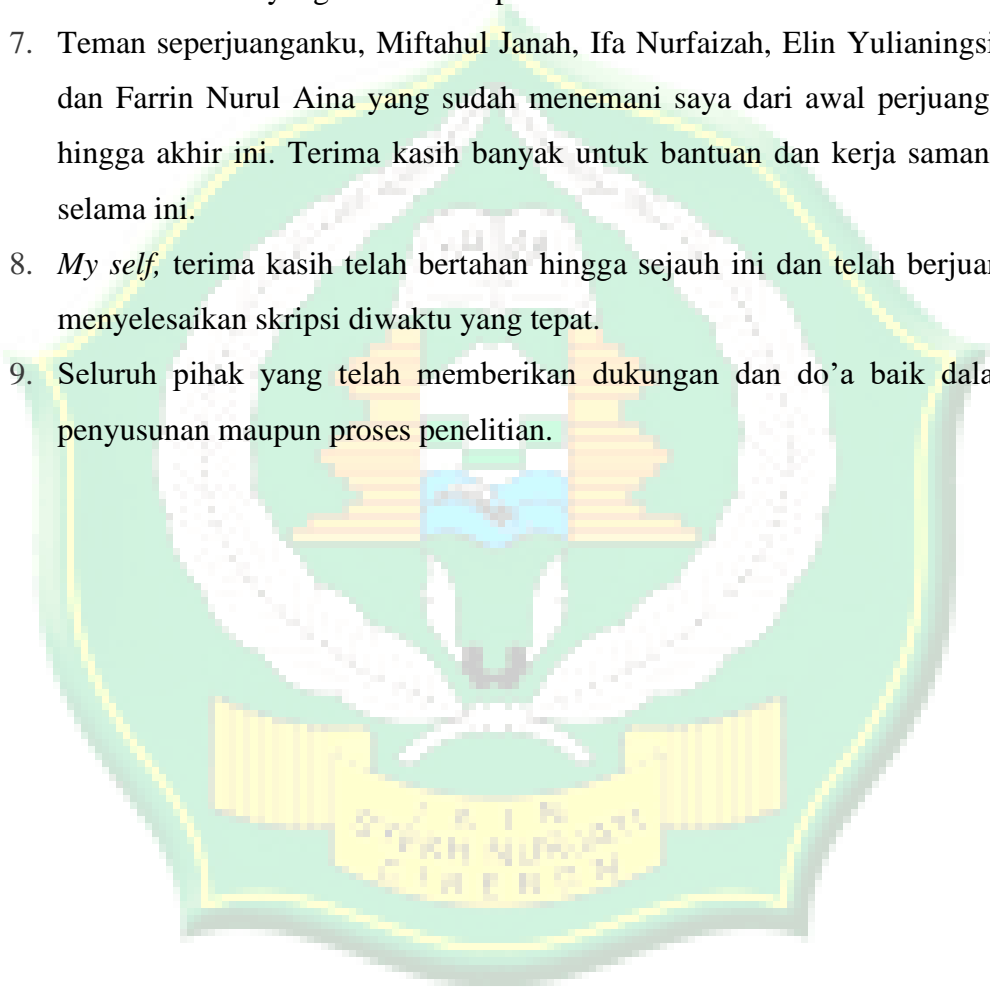 7. Teman seperjuanganku, Miftahul Janah, Ifa Nurfaizah, Elin Yulianingsi
dan Farrin Nurul Aina yang sudah menemani saya dari awal perjuang
hingga akhir ini. Terima kasih banyak untuk bantuan dan kerja saman
selama ini.
8. My self, terima kasih telah bertahan hingga sejauh ini dan telah berjuan
menyelesaikan skripsi diwaktu yang tepat.
9. Seluruh pihak yang telah memberikan dukungan dan do’a baik dala
penyusunan maupun proses penelitian.